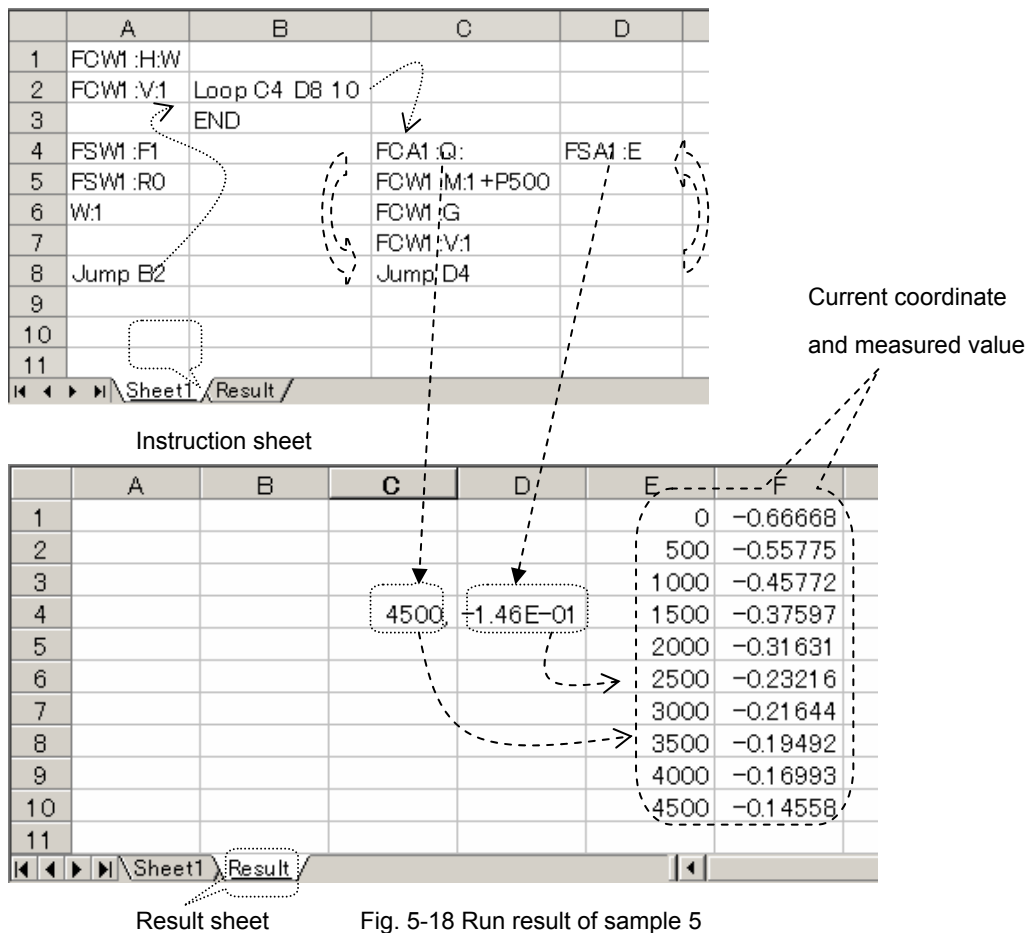 A B C D
1 FCW1:H:W
2 FCW1:V:1 Loop C4 D8 10
3 END
4 FSW1:F1 FCA1:Q: FSA1:E
5 FSW1:R0 FCW1:M:1+P500
6 W:1 FCW1:G
7 FCW1:V:1
8 Jump B2 Jump D4
9
10
11
Sheet1 Result
Current coordinate
and measured value
Instruction sheet
A B C D E F
1 0 -0.66668
2 500 -0.55775
3 1000 -0.45772
4 4500, -1.46E-01 1500 -0.37597
5 2000 -0.31631
6 2500 -0.23216
7 3000 -0.21644
8 3500 -0.19492
9 4000 -0.16993
10 4500 -0.14558
11
Sheet1 Result
Result sheet Fig. 5-18 Run result of sample 5